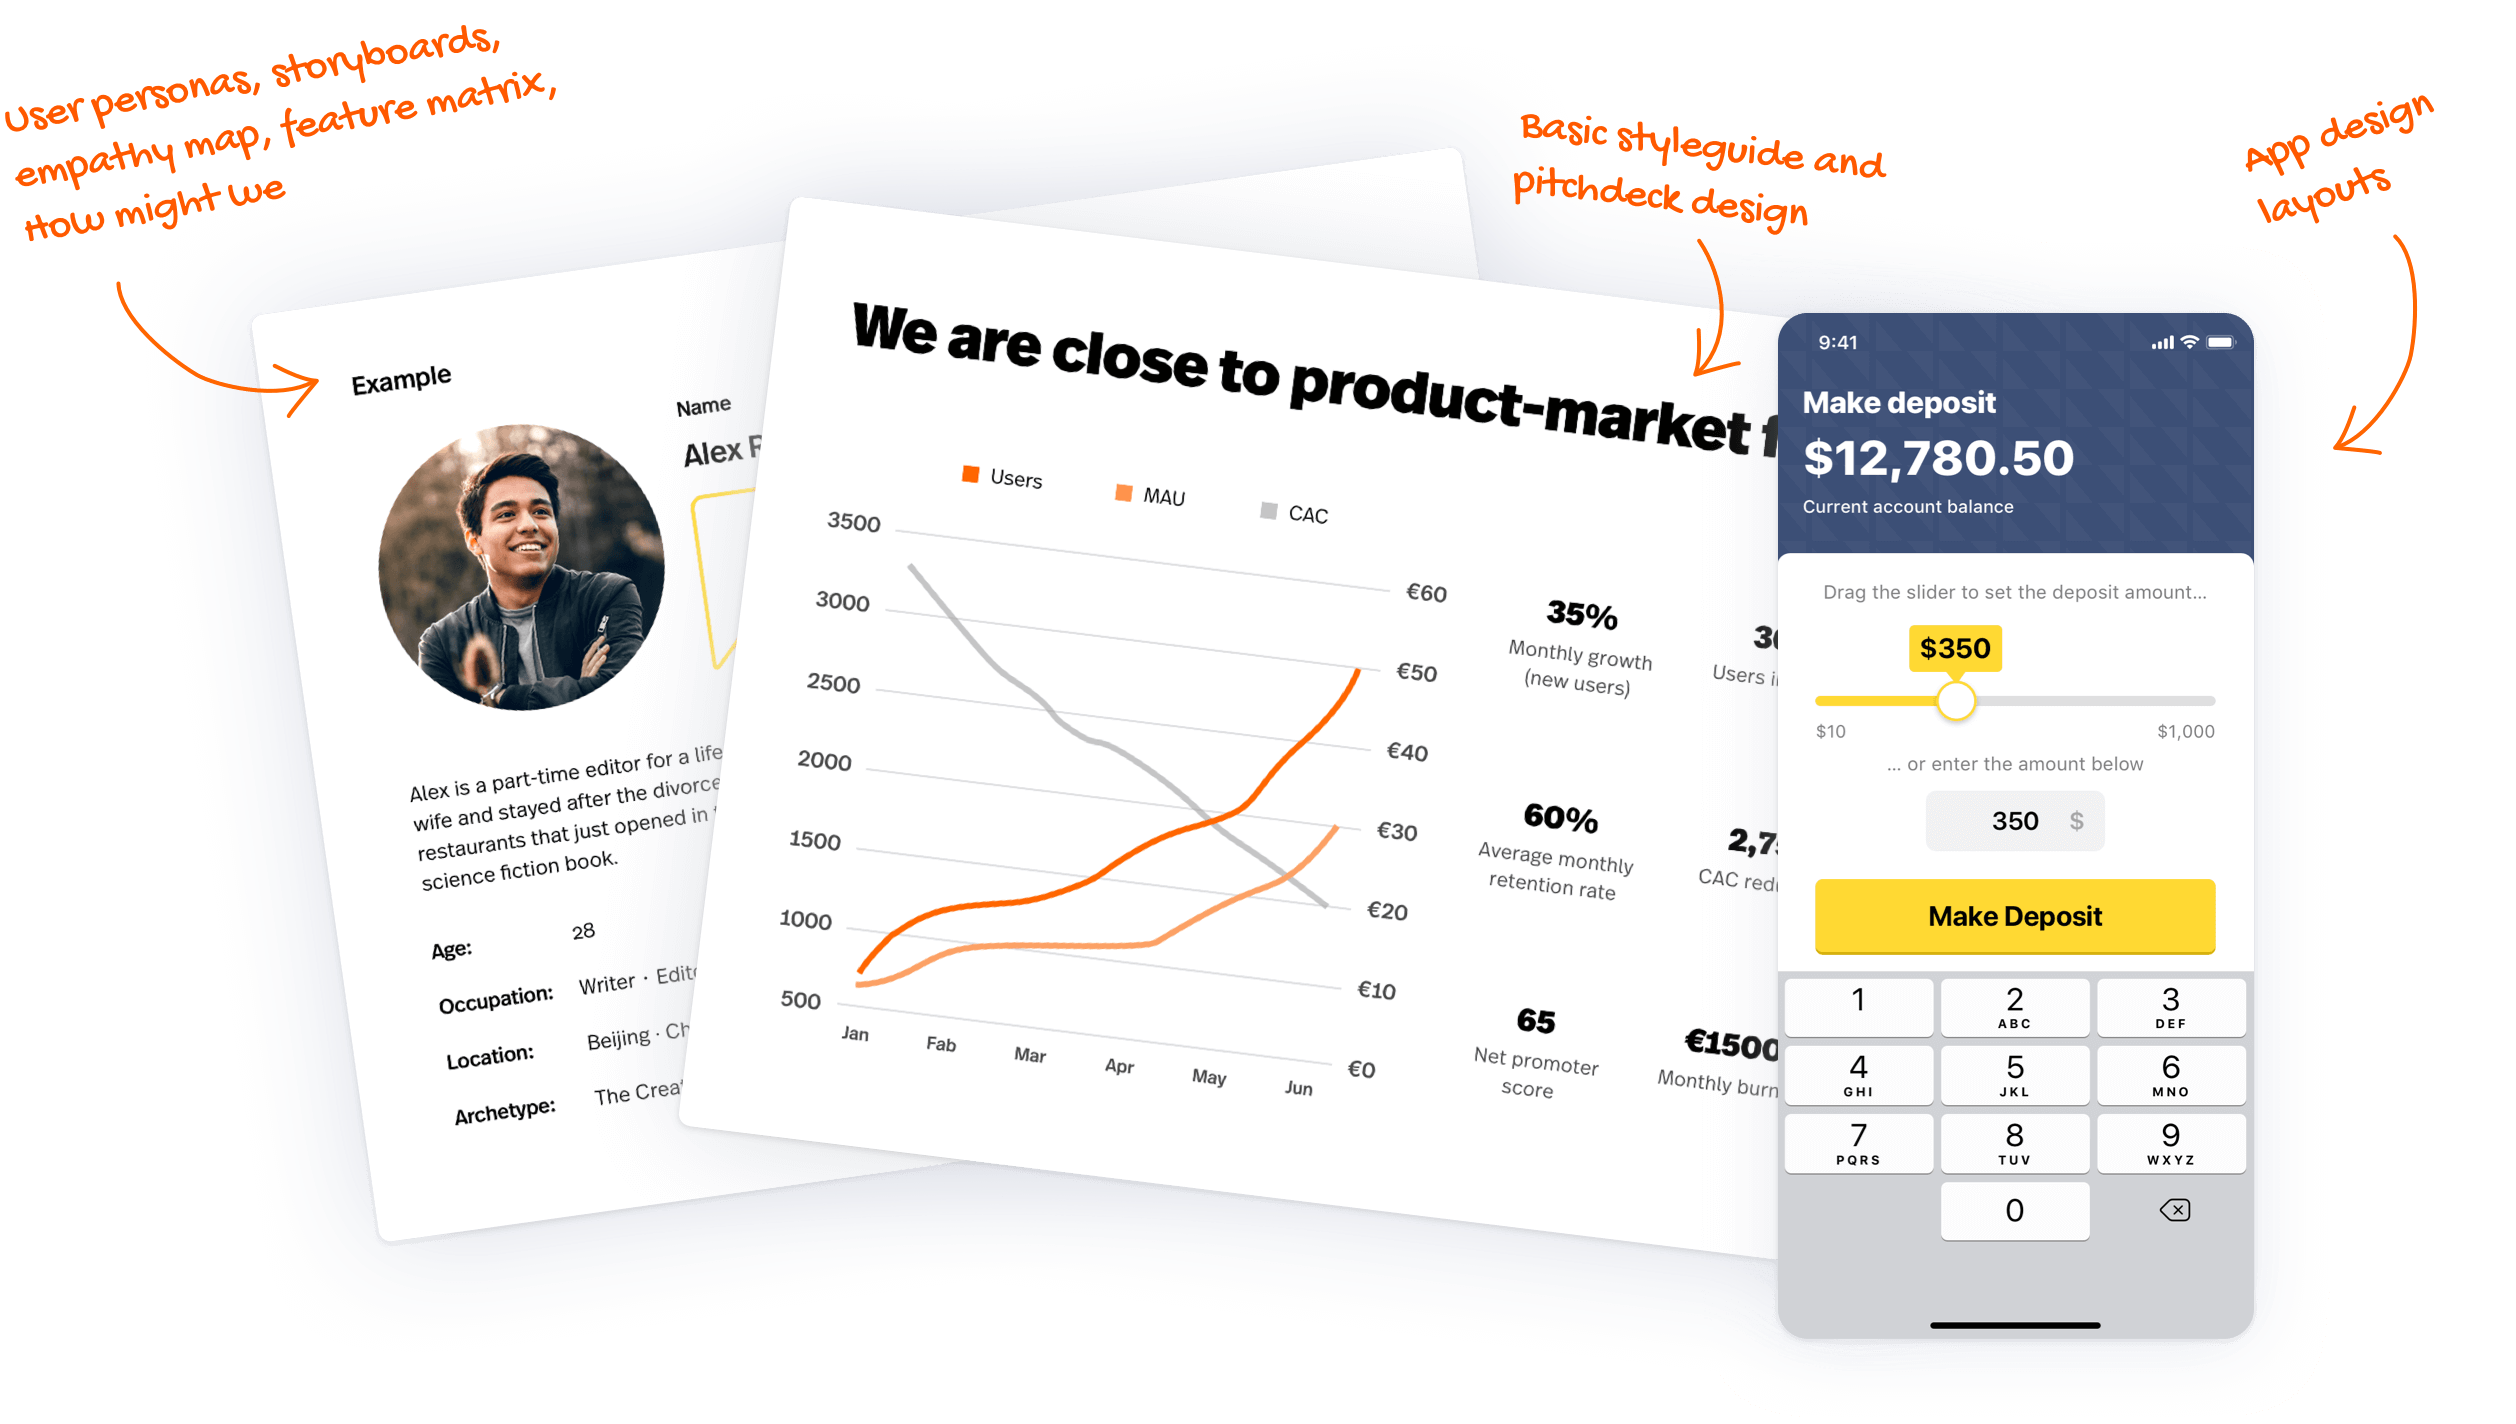 User personas, storyboards,
empathy map, feature matrix,
How might we
Basic styleguide and
pitchdeck design
App design
layouts
Example
Name
Alex
Alex is a part-time editor for a life
wife and stayed after the divorce
restaurants that just opened in
science fiction book.
Age: 28
Occupation: Writer ·
Location: Beijing ·
Archetype: The
We are close to product-market
Users MAU CAC
3500
3000
2500
2000
1500
1000
500
€60
€50
€40
€30
€20
€10
€0
Jan Fab Mar Apr May Jun
35%
Monthly growth
(new users)
Users
60%
Average monthly
retention rate
CAC
65
Net promoter
score
€1500
Monthly burn
9:41
Make deposit
$12,780.50
Current account balance
Drag the slider to set the deposit amount...
$350
$10 $1,000
... or enter the amount below
350 $
Make Deposit
1 2 3
ABC DEF
4 5 6
GHI JKL MNO
7 8 9
PQRS TUV WXYZ
0